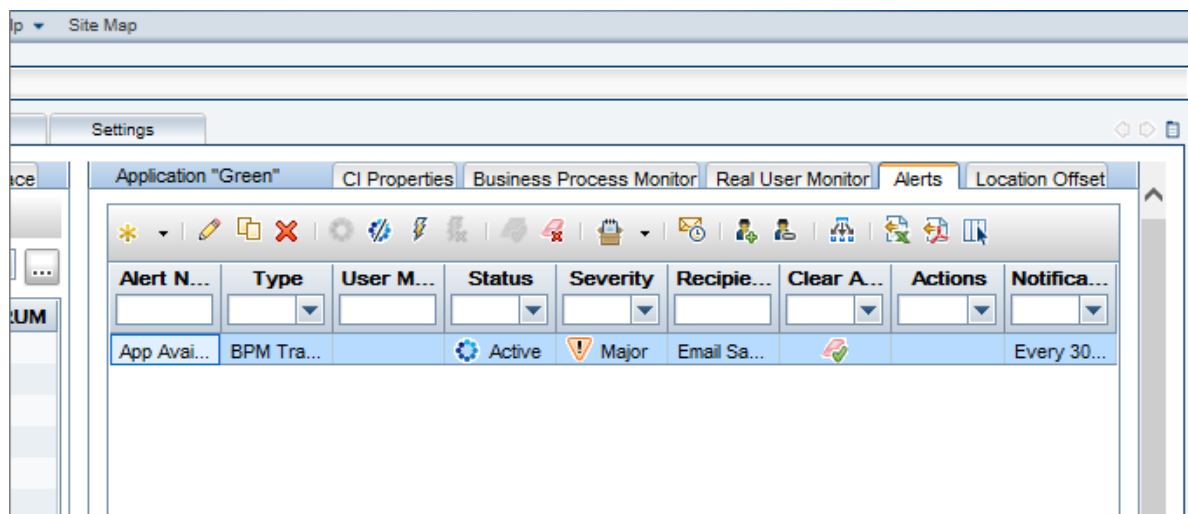 lp Site Map
Settings
ace Application "Green" CI Properties Business Process Monitor Real User Monitor Alerts Location Offset
...
Alert N... Type User M... Status Severity Recipie... Clear A... Actions Notifica...
RUM
App Avai... BPM Tra... Active Major Email Sa... Every 30...